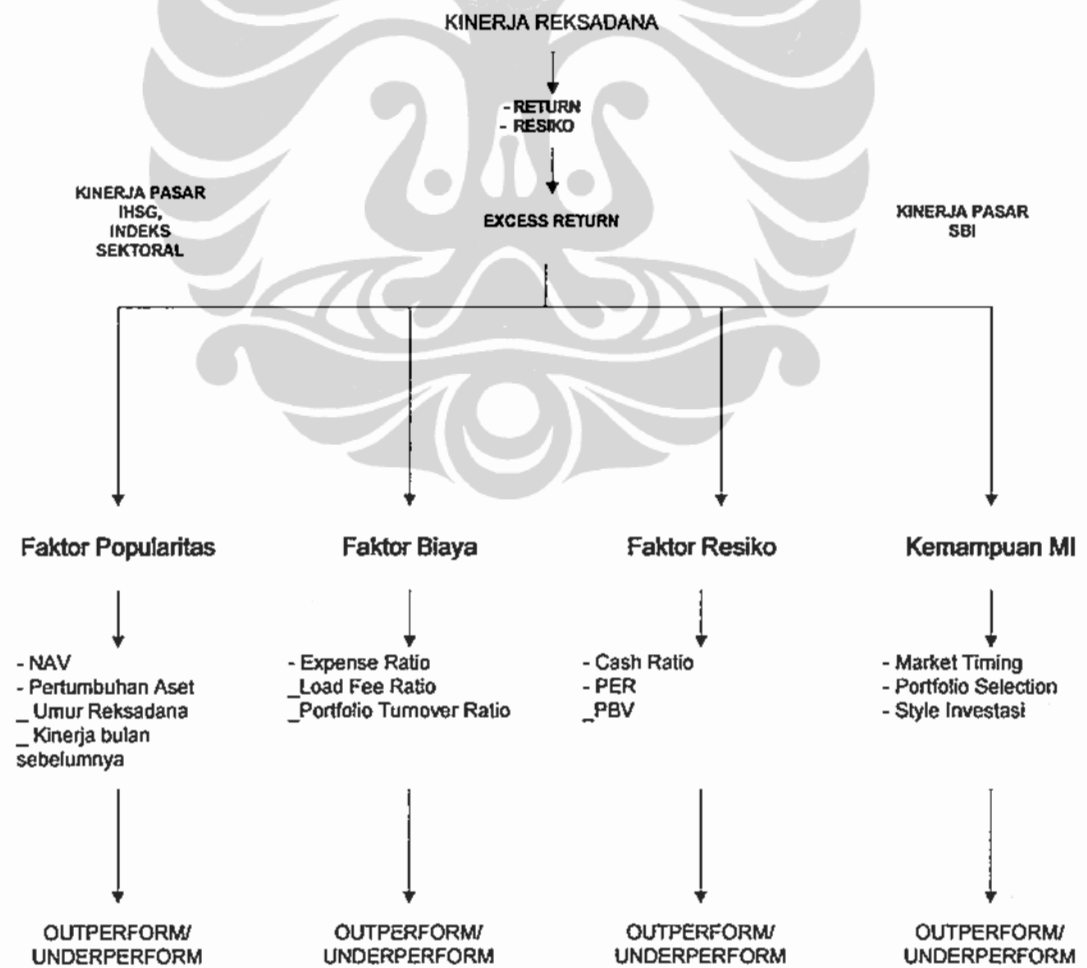 KINERJA REKSADANA
- RETURN
- RESIKO
KINERJA PASAR
IHSG,
INDEKS
SEKTORAL
EXCESS RETURN
KINERJA PASAR
SBI
Faktor Popularitas
Faktor Biaya
Faktor Resiko
Kemampuan MI
- NAV
- Pertumbuhan Aset
_ Umur Reksadana
_ Kinerja bulan
sebelumnya
- Expense Ratio
_Load Fee Ratio
_Portfolio Turnover Ratio
- Cash Ratio
- PER
_PBV
- Market Timing
- Portfolio Selection
- Style Investasi
OUTPERFORM/
UNDERPERFORM
OUTPERFORM/
UNDERPERFORM
OUTPERFORM/
UNDERPERFORM
OUTPERFORM/
UNDERPERFORM